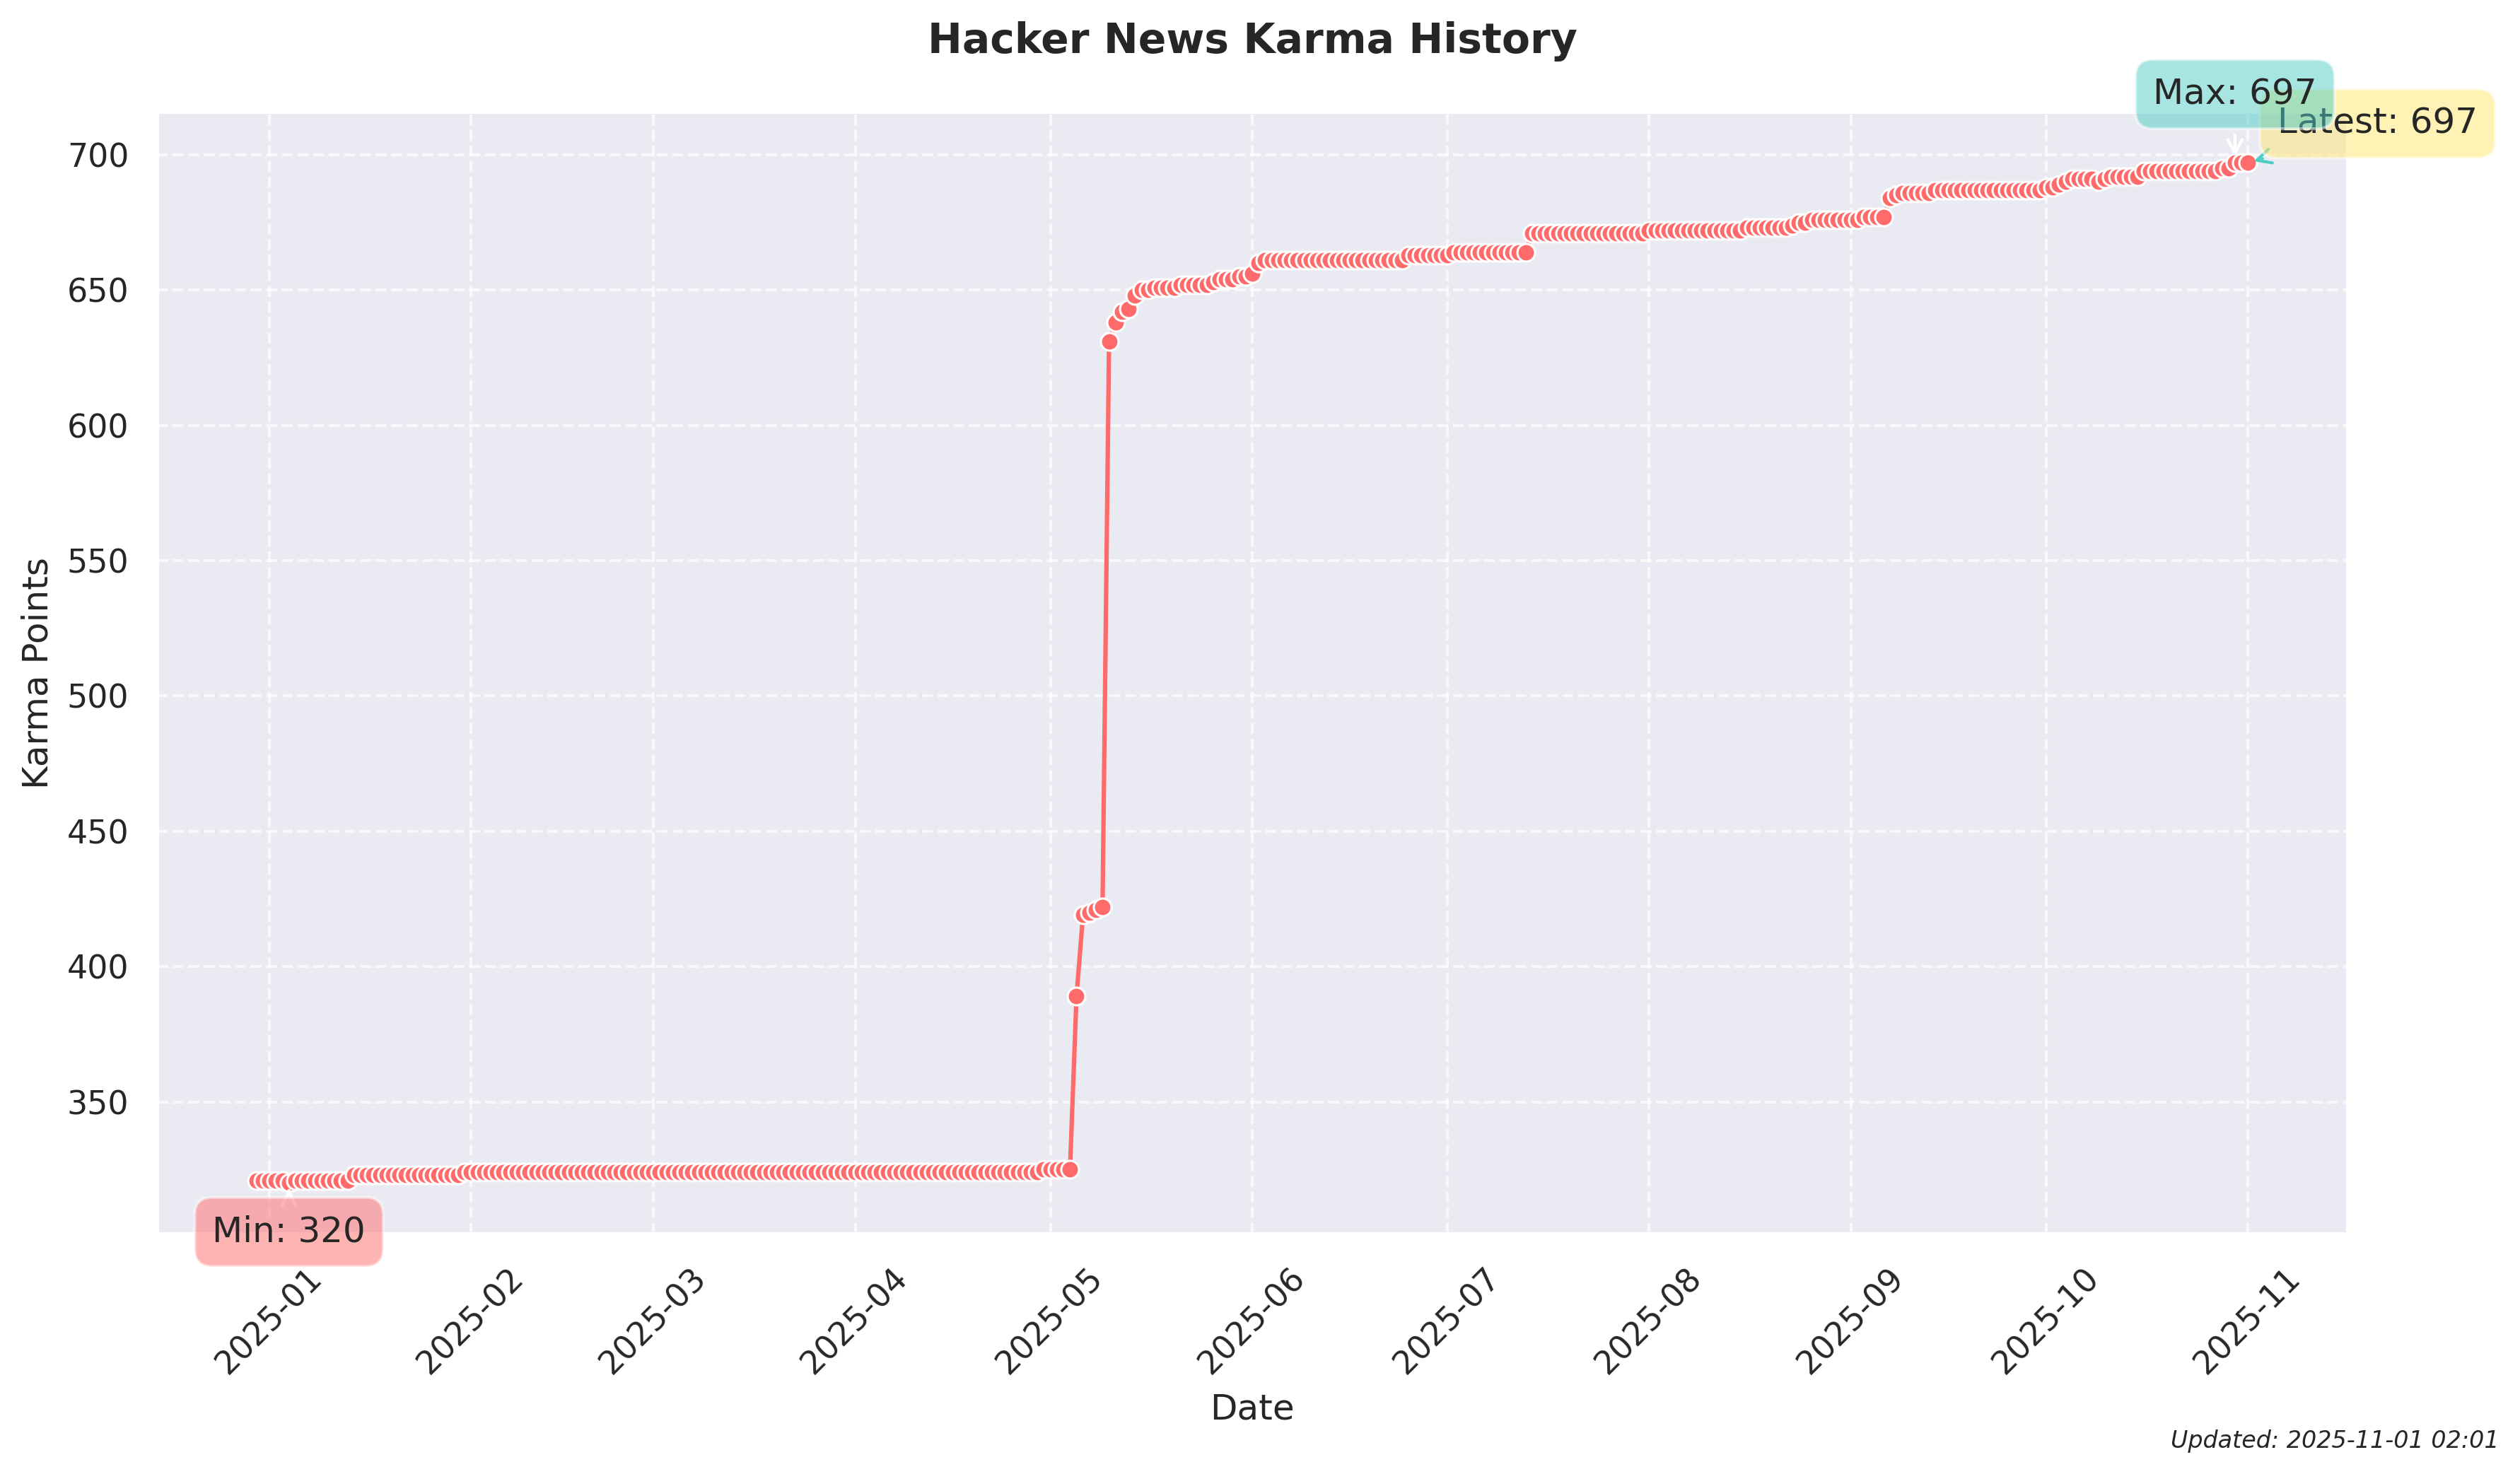 Hacker News Karma History
Max: 697
Latest: 697
700
650
600
550
500
450
400
350
Karma Points
Min: 320
2025-01
2025-02
2025-03
2025-04
2025-05
2025-06
2025-07
2025-08
2025-09
2025-10
2025-11
Date
Updated: 2025-11-01 02:01